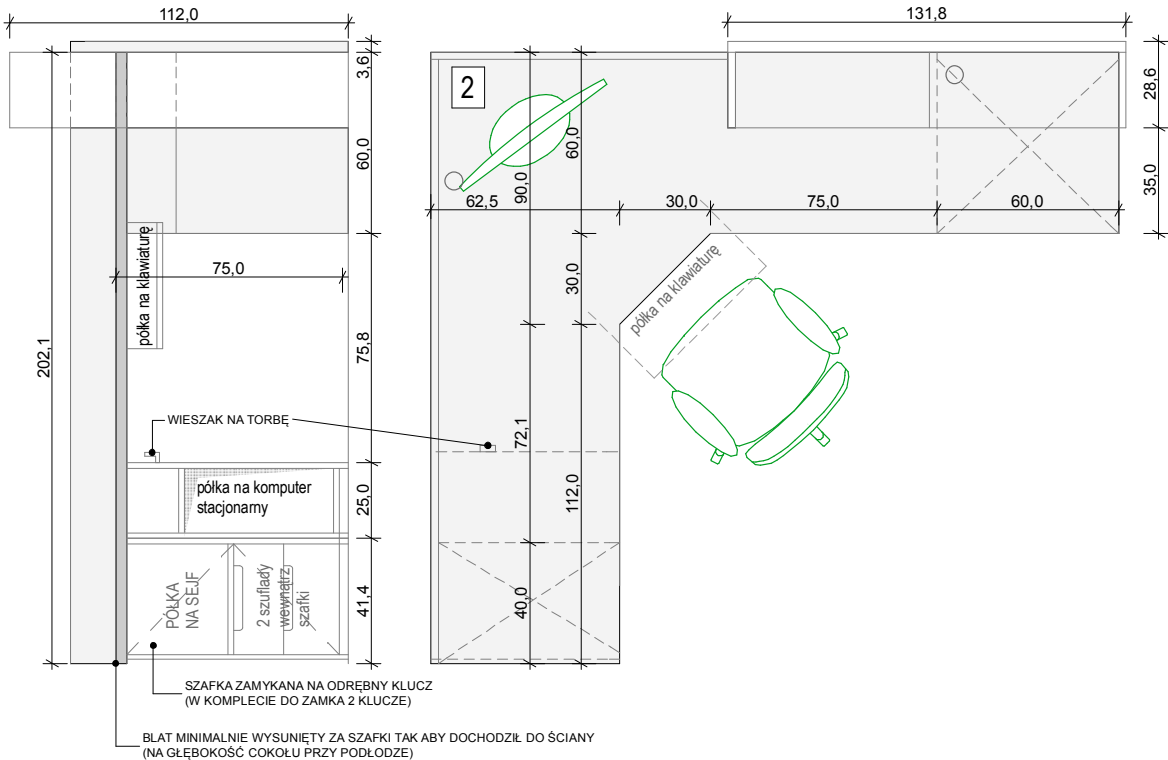 112,0
131,8
3,6
2
28,6
60,0
60,0
90,0
35,0
62,5
30,0
75,0
60,0
półka na klawiaturę
75,0
30,0
półka na klawiaturę
202,1
75,8
WIESZAK NA TORBĘ
72,1
półka na komputer
stacjonarny
25,0
112,0
PÓŁKA
NA SEJF
2 szuflady
wewnątrz
szafki
41,4
40,0
SZAFKA ZAMYKANA NA ODRĘBNY KLUCZ
(W KOMPLECIE DO ZAMKA 2 KLUCZE)
BLAT MINIMALNIE WYSUNIĘTY ZA SZAFKI TAK ABY DOCHODZIŁ DO ŚCIANY
(NA GŁĘBOKOŚĆ COKOŁU PRZY PODŁODZE)